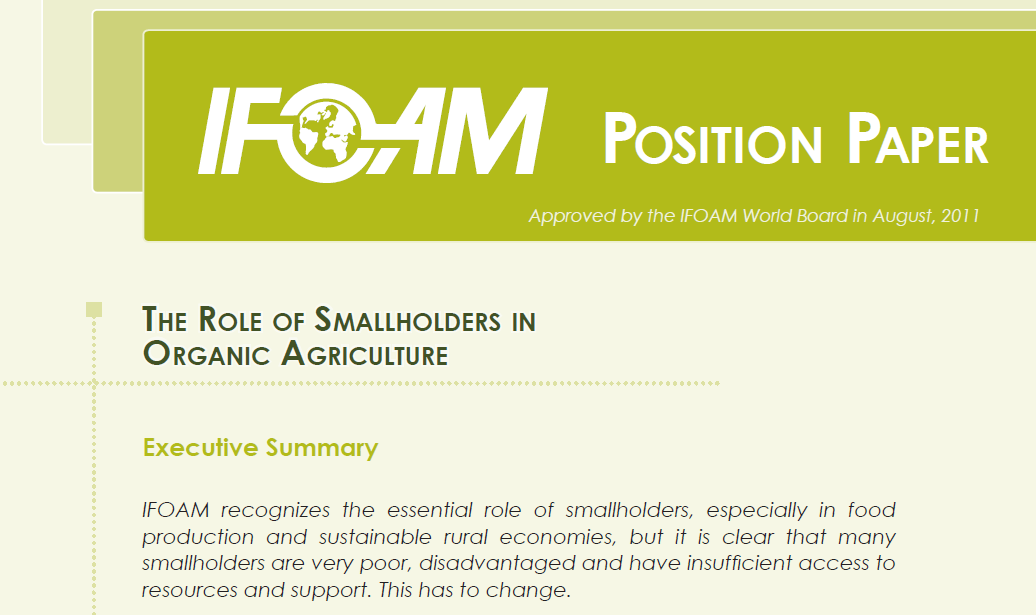 IFOAM
Position Paper
Approved by the IFOAM World Board in August, 2011
The Role of Smallholders in
Organic Agriculture
Executive Summary
IFOAM recognizes the essential role of smallholders, especially in food
production and sustainable rural economies, but it is clear that many
smallholders are very poor, disadvantaged and have insufficient access to
resources and support. This has to change.